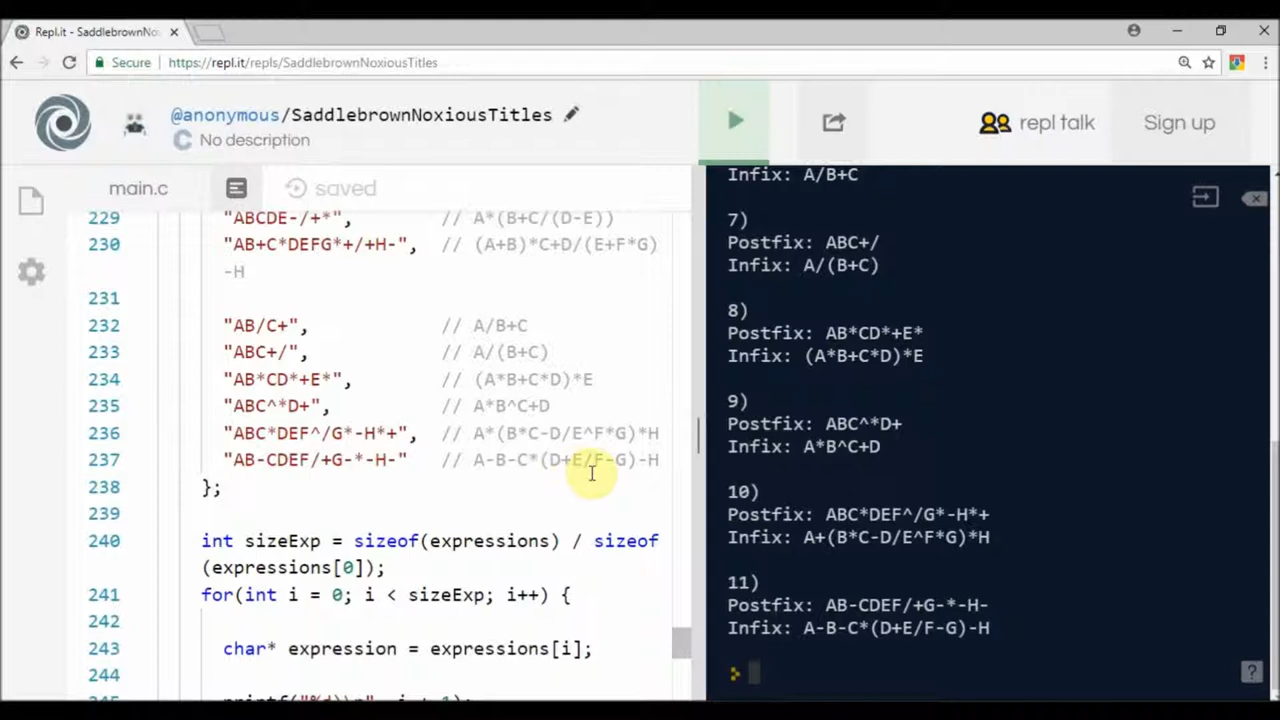 Repl.it - SaddlebrownNo
Secure
https://repl.it/repls/SaddlebrownNoxiousTitles
@anonymous/SaddlebrownNoxiousTitles
C No description
repl talk
Sign up
main.c
saved
229 "ABCDE-/+*", // A*(B+C/(D-E))
230 "AB+C*DEFG*+/+H-", // (A+B)*C+D/(E+F*G)
-H
231
232 "AB/C+", // A/B+C
233 "ABC+/", // A/(B+C)
234 "AB*CD*+E*", // (A*B+C*D)*E
235 "ABC^*D+", // A*B^C+D
236 "ABC*DEF^/G*-H*+", // A*(B*C-D/E^F*G)*H
237 "AB-CDEF/+G-*-H-" // A-B-C*(D+E/F-G)-H
238 };
239
240 int sizeExp = sizeof(expressions) / sizeof
(expressions[0]);
241 for(int i = 0; i < sizeExp; i++) {
242
243 char* expression = expressions[i];
244
245 printf("%d)\n", i + 1);
Infix: A/B+C
7)
Postfix: ABC+/
Infix: A/(B+C)
8)
Postfix: AB*CD*+E*
Infix: (A*B+C*D)*E
9)
Postfix: ABC^*D+
Infix: A*B^C+D
10)
Postfix: ABC*DEF^/G*-H*+
Infix: A+(B*C-D/E^F*G)*H
11)
Postfix: AB-CDEF/+G-*-H-
Infix: A-B-C*(D+E/F-G)-H
?